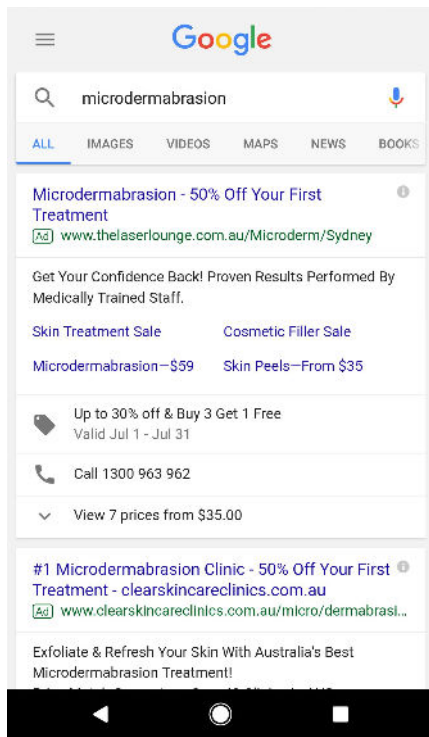 Google
microdermabrasion
ALL IMAGES VIDEOS MAPS NEWS BOOKS
Microdermabrasion - 50% Off Your First
Treatment
Ad www.thelaserlounge.com.au/Microderm/Sydney
Get Your Confidence Back! Proven Results Performed By
Medically Trained Staff.
Skin Treatment Sale Cosmetic Filler Sale
Microdermabrasion—$59 Skin Peels—From $35
Up to 30% off & Buy 3 Get 1 Free
Valid Jul 1 - Jul 31
Call 1300 963 962
View 7 prices from $35.00
#1 Microdermabrasion Clinic - 50% Off Your First
Treatment - clearskincareclinics.com.au
Ad www.clearskincareclinics.com.au/micro/dermabrasi...
Exfoliate & Refresh Your Skin With Australia's Best
Microdermabrasion Treatment!